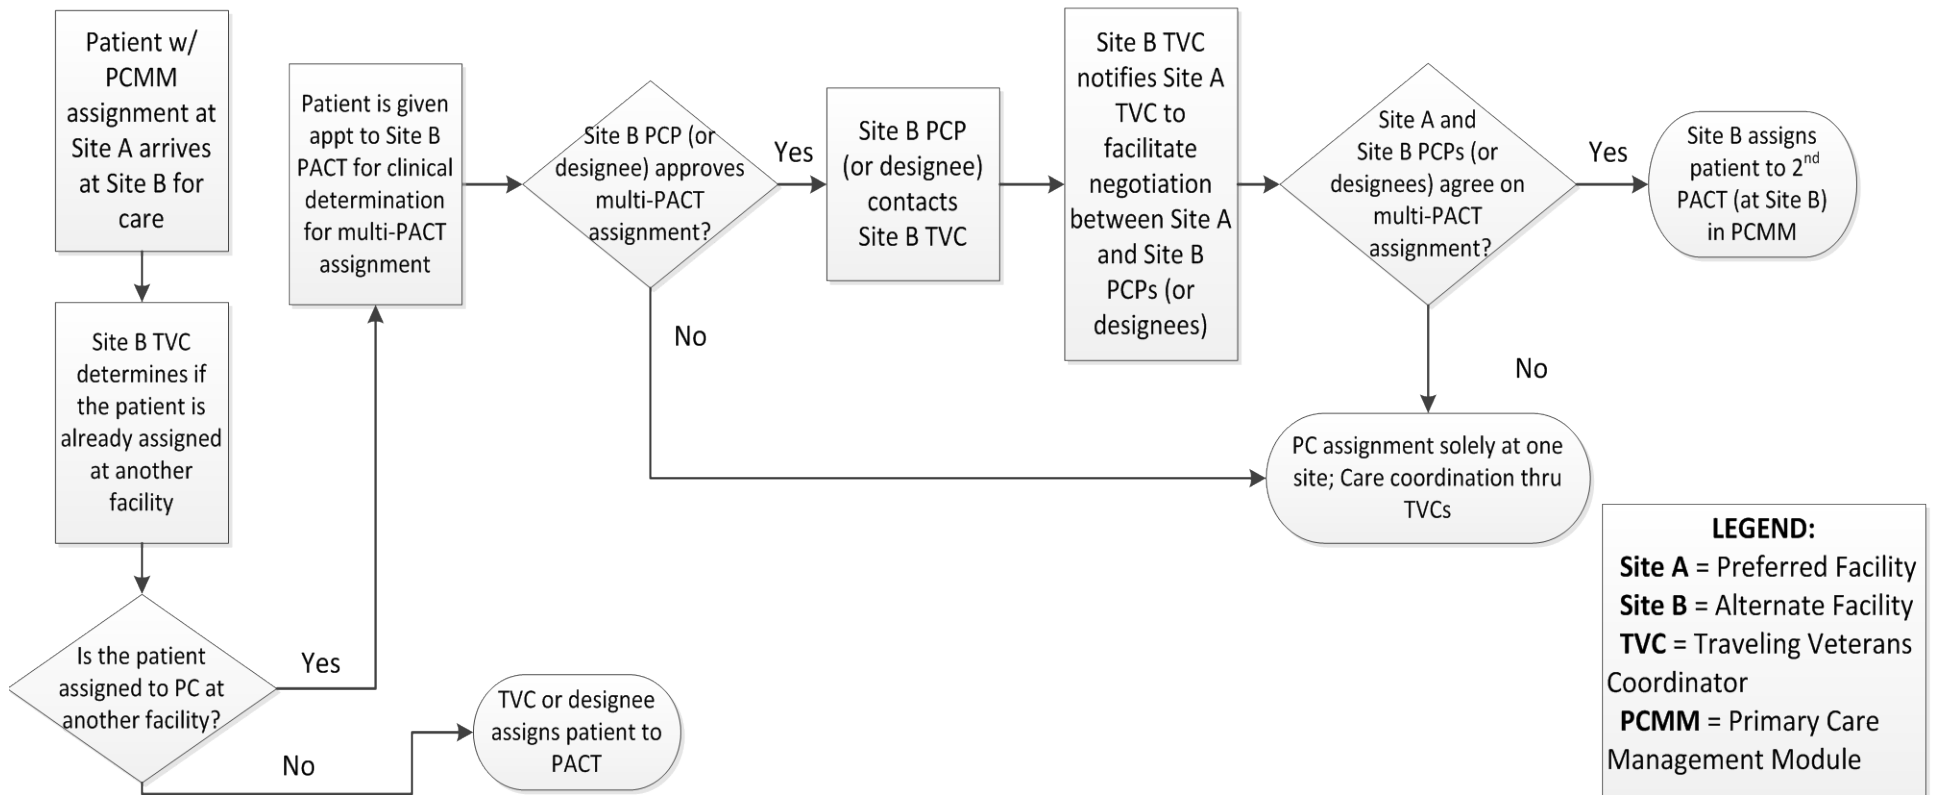 Patient w/
PCMM
assignment at
Site A arrives
at Site B for
care
Site B TVC
determines if
the patient is
already assigned
at another
facility
Is the patient
assigned to PC at
another facility?
Yes
No
TVC or designee
assigns patient to
PACT
Patient is given
appt to Site B
PACT for clinical
determination
for multi-PACT
assignment
Site B PCP (or
designee) approves
multi-PACT
assignment?
Yes
No
Site B PCP
(or designee)
contacts
Site B TVC
Site B TVC
notifies Site A
TVC to
facilitate
negotiation
between Site A
and Site B
PCPs (or
designees)
Site A and
Site B PCPs (or
designees) agree on
multi-PACT
assignment?
Yes
No
Site B assigns
patient to 2nd
PACT (at Site B)
in PCMM
PC assignment solely at one
site; Care coordination thru
TVCs
LEGEND:
Site A = Preferred Facility
Site B = Alternate Facility
TVC = Traveling Veterans
Coordinator
PCMM = Primary Care
Management Module